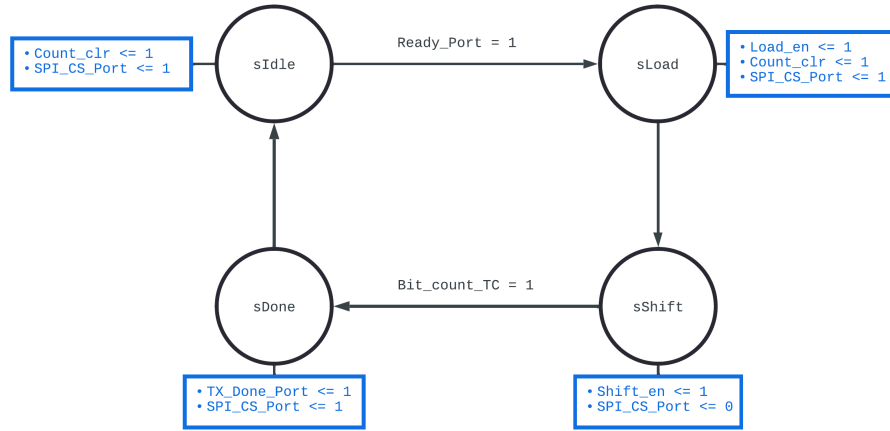 • Count_clr <= 1
• SPI_CS_Port <= 1
sIdle
Ready_Port = 1
sLoad
• Load_en <= 1
• Count_clr <= 1
• SPI_CS_Port <= 1
sDone
Bit_count_TC = 1
sShift
• TX_Done_Port <= 1
• SPI_CS_Port <= 1
• Shift_en <= 1
• SPI_CS_Port <= 0